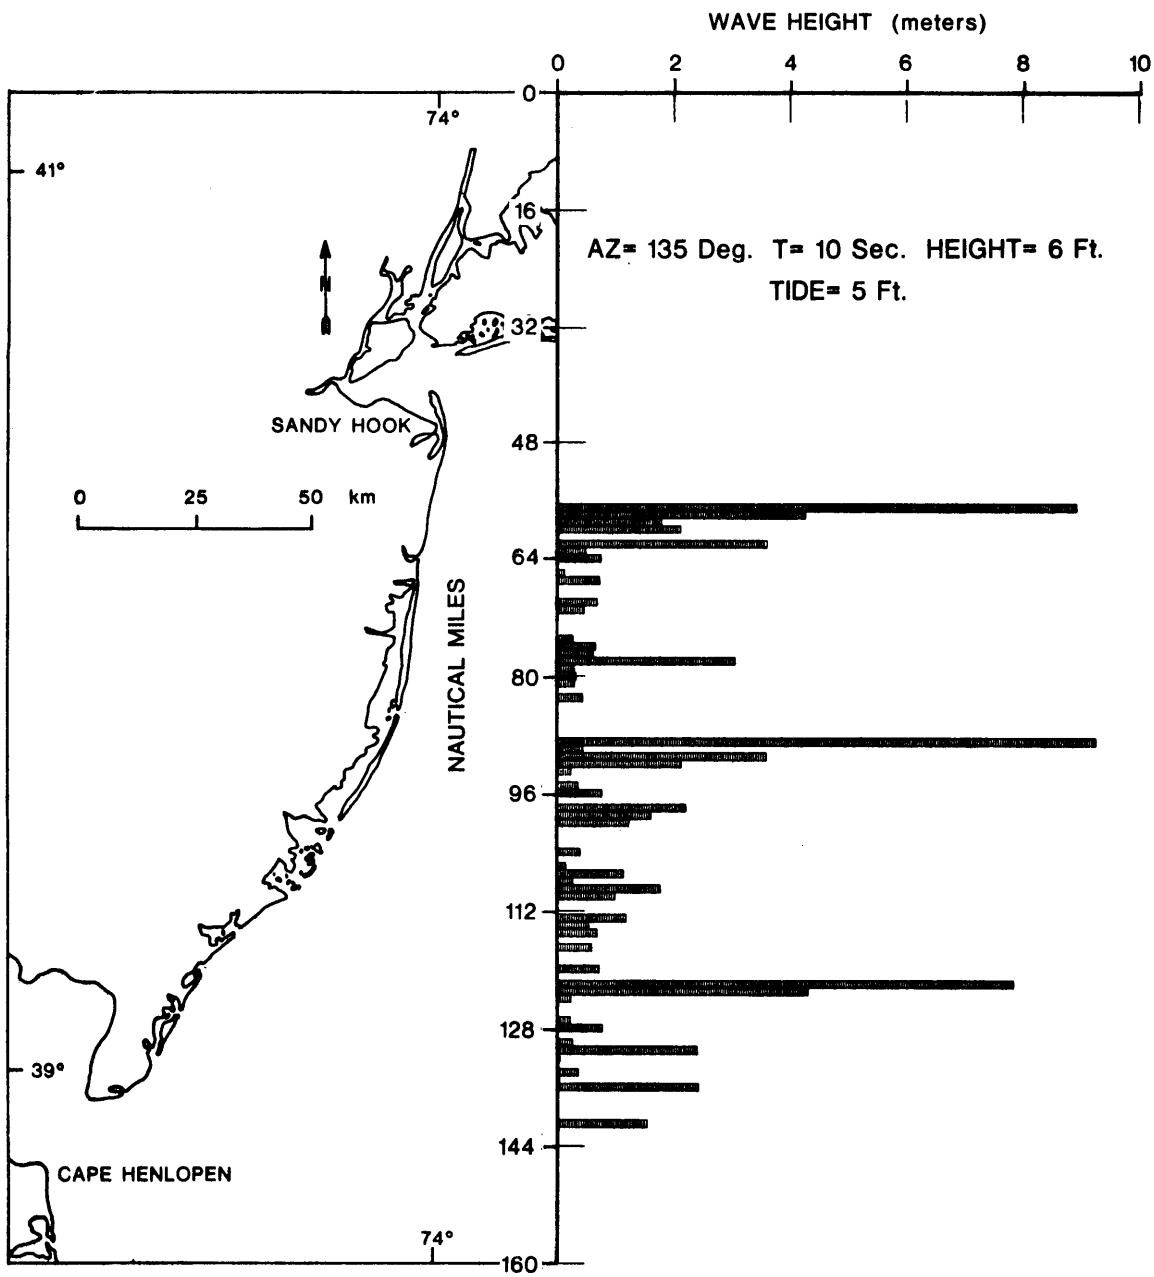 WAVE HEIGHT (meters)
0 2 4 6 8 10
0
74°
41°
16
AZ= 135 Deg. T= 10 Sec. HEIGHT= 6 Ft.
TIDE= 5 Ft.
N
32
SANDY HOOK
48
0 25 50 km
64
NAUTICAL MILES
80
96
112
128
39°
144
CAPE HENLOPEN
74°
160